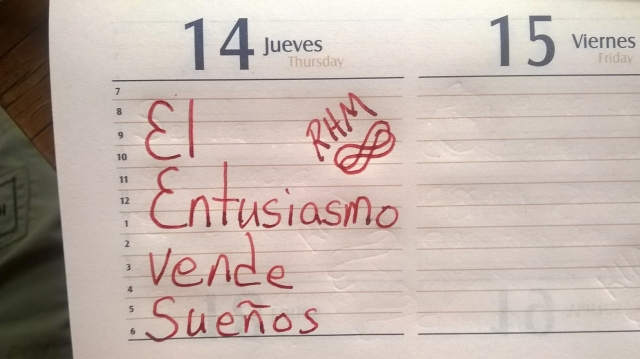 14 Jueves
Thursday
15 Viernes
Friday
7
8
9
10
11
12
1
2
3
4
5
6
RHM
El
Entusiasmo
vende
Sueños